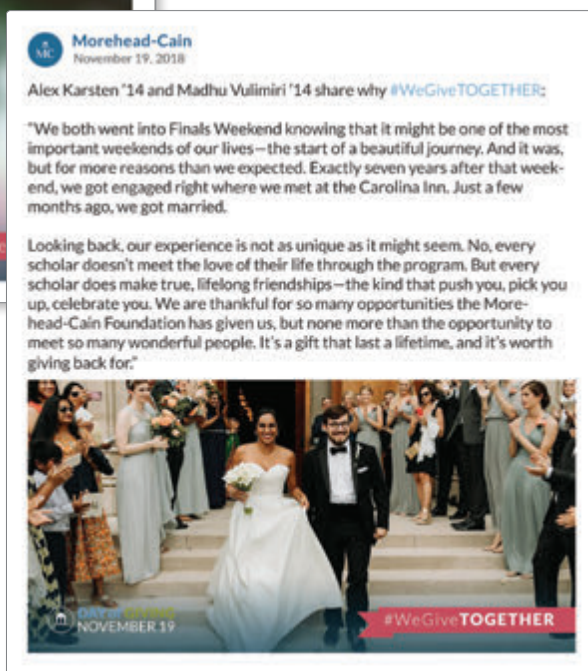 MC
Morehead-Cain
November 19, 2018
Alex Karsten '14 and Madhu Vulimiri '14 share why #WeGiveTOGETHER:
"We both went into Finals Weekend knowing that it might be one of the most
important weekends of our lives—the start of a beautiful journey. And it was,
but for more reasons than we expected. Exactly seven years after that week-
end, we got engaged right where we met at the Carolina Inn. Just a few
months ago, we got married.
Looking back, our experience is not as unique as it might seem. No, every
scholar doesn't meet the love of their life through the program. But every
scholar does make true, lifelong friendships—the kind that push you, pick you
up, celebrate you. We are thankful for so many opportunities the More-
head-Cain Foundation has given us, but none more than the opportunity to
meet so many wonderful people. It's a gift that last a lifetime, and it's worth
giving back for."
DAY of GIVING
NOVEMBER 19
#WeGiveTOGETHER